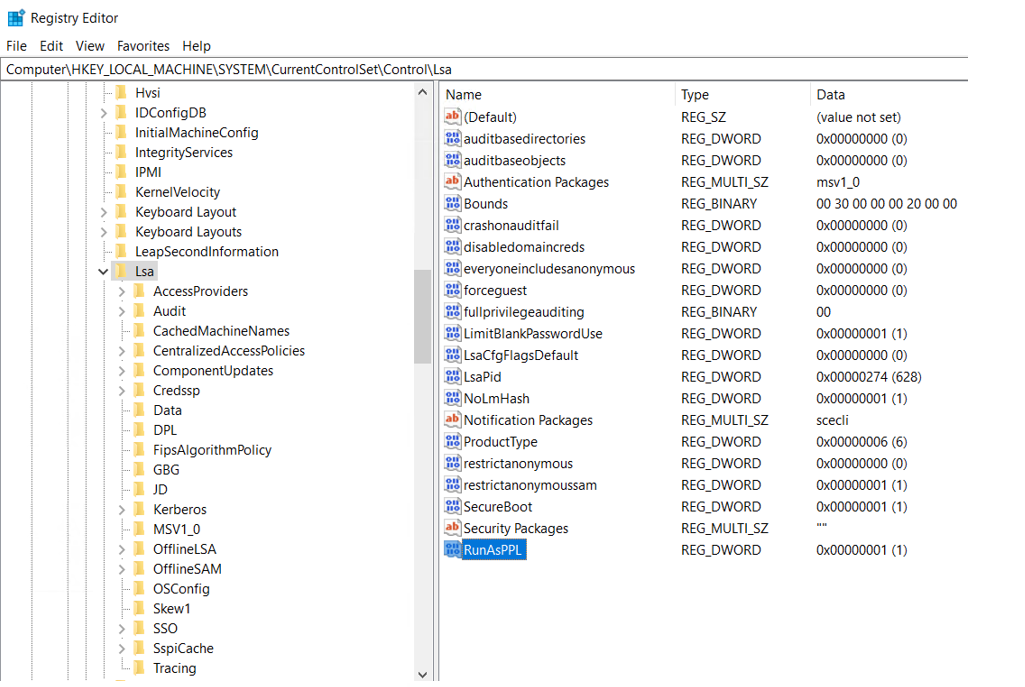 Registry Editor
File Edit View Favorites Help
Computer\HKEY_LOCAL_MACHINE\SYSTEM\CurrentControlSet\Control\Lsa
Hvsi
IDConfigDB
InitialMachineConfig
IntegrityServices
IPMI
KernelVelocity
Keyboard Layout
Keyboard Layouts
LeapSecondInformation
Lsa
AccessProviders
Audit
CachedMachineNames
CentralizedAccessPolicies
ComponentUpdates
Credssp
Data
DPL
FipsAlgorithmPolicy
GBG
JD
Kerberos
MSV1_0
OfflineLSA
OfflineSAM
OSConfig
Skew1
SSO
SspiCache
Tracing
Name Type Data
(Default) REG_SZ (value not set)
auditbasedirectories REG_DWORD 0x00000000 (0)
auditbaseobjects REG_DWORD 0x00000000 (0)
Authentication Packages REG_MULTI_SZ msv1_0
Bounds REG_BINARY 00 30 00 00 00 20 00 00
crashonauditfail REG_DWORD 0x00000000 (0)
disabledomaincreds REG_DWORD 0x00000000 (0)
everyoneincludesanonymous REG_DWORD 0x00000000 (0)
forceguest REG_DWORD 0x00000000 (0)
fullprivilegeauditing REG_BINARY 00
LimitBlankPasswordUse REG_DWORD 0x00000001 (1)
LsaCfgFlagsDefault REG_DWORD 0x00000000 (0)
LsaPid REG_DWORD 0x00000274 (628)
NoLmHash REG_DWORD 0x00000001 (1)
Notification Packages REG_MULTI_SZ scecli
ProductType REG_DWORD 0x00000006 (6)
restrictanonymous REG_DWORD 0x00000000 (0)
restrictanonymoussam REG_DWORD 0x00000001 (1)
SecureBoot REG_DWORD 0x00000001 (1)
Security Packages REG_MULTI_SZ ""
RunAsPPL REG_DWORD 0x00000001 (1)